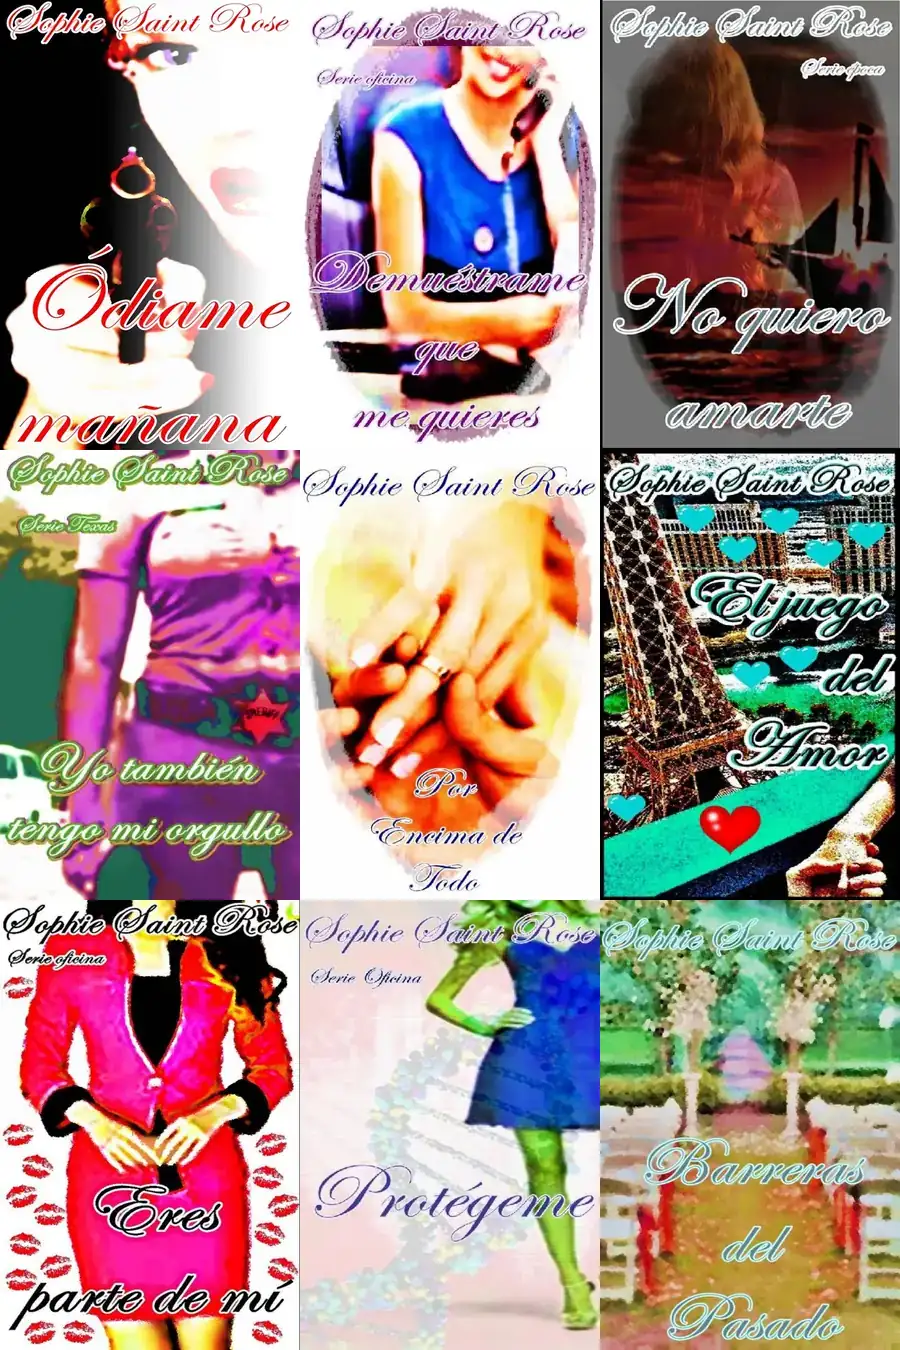 Sophie Saint Rose
Ódiame
mañana
Sophie Saint Rose
Serie oficina
Demuéstrame
que
me quieres
Sophie Saint Rose
Serie época
No quiero
amarte
Sophie Saint Rose
Serie Texas
SHERIFF
Yo también
tengo mi orgullo
Sophie Saint Rose
Por
Encima de
Todo
Sophie Saint Rose
El juego
del
Amor
Sophie Saint Rose
Serie oficina
Eres
parte de mí
Sophie Saint Rose
Serie Oficina
Protégeme
Sophie Saint Rose
Barreras
del
Pasado